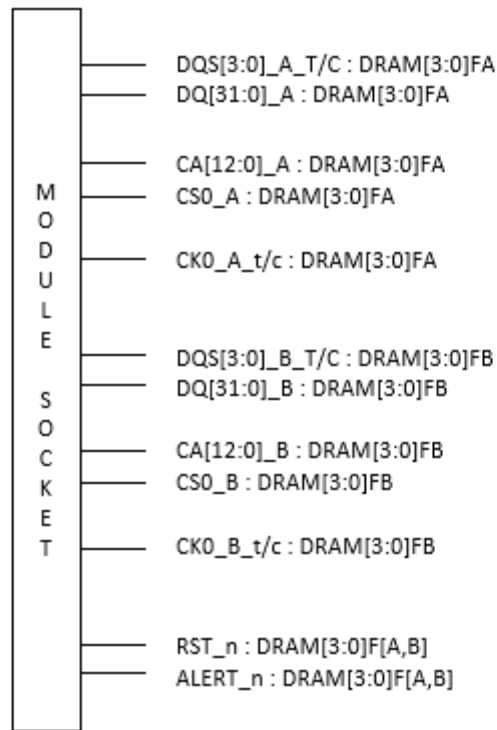 MODULE SOCKET
DQS[3:0]_A_T/C : DRAM[3:0]FA
DQ[31:0]_A : DRAM[3:0]FA
CA[12:0]_A : DRAM[3:0]FA
CS0_A : DRAM[3:0]FA
CK0_A_t/c : DRAM[3:0]FA
DQS[3:0]_B_T/C : DRAM[3:0]FB
DQ[31:0]_B : DRAM[3:0]FB
CA[12:0]_B : DRAM[3:0]FB
CS0_B : DRAM[3:0]FB
CK0_B_t/c : DRAM[3:0]FB
RST_n : DRAM[3:0]F[A,B]
ALERT_n : DRAM[3:0]F[A,B]